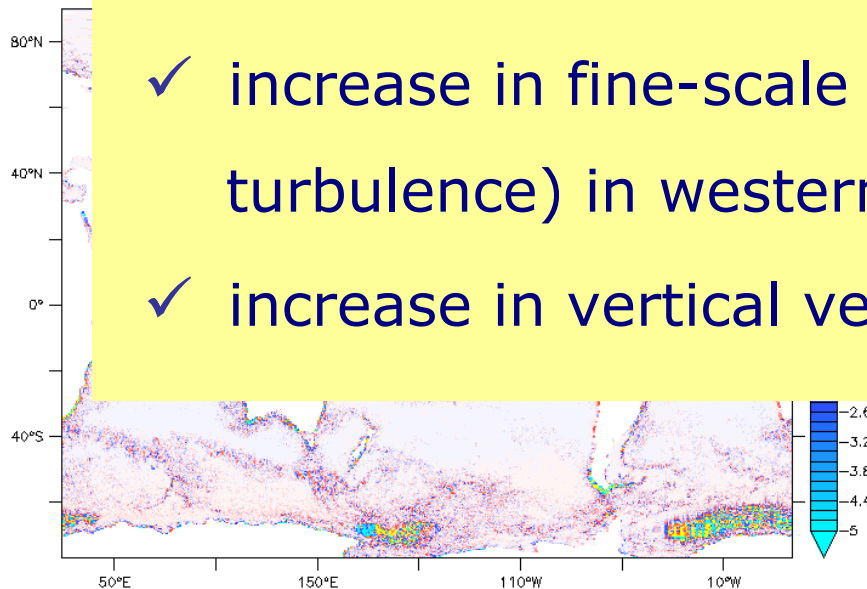 ✓ increase in fine-scale
turbulence) in western
✓ increase in vertical ve
80°N
40°N
0°
40°S
50°E 150°E 110°W 10°W
-2.6
-3.2
-3.8
-4.4
-5